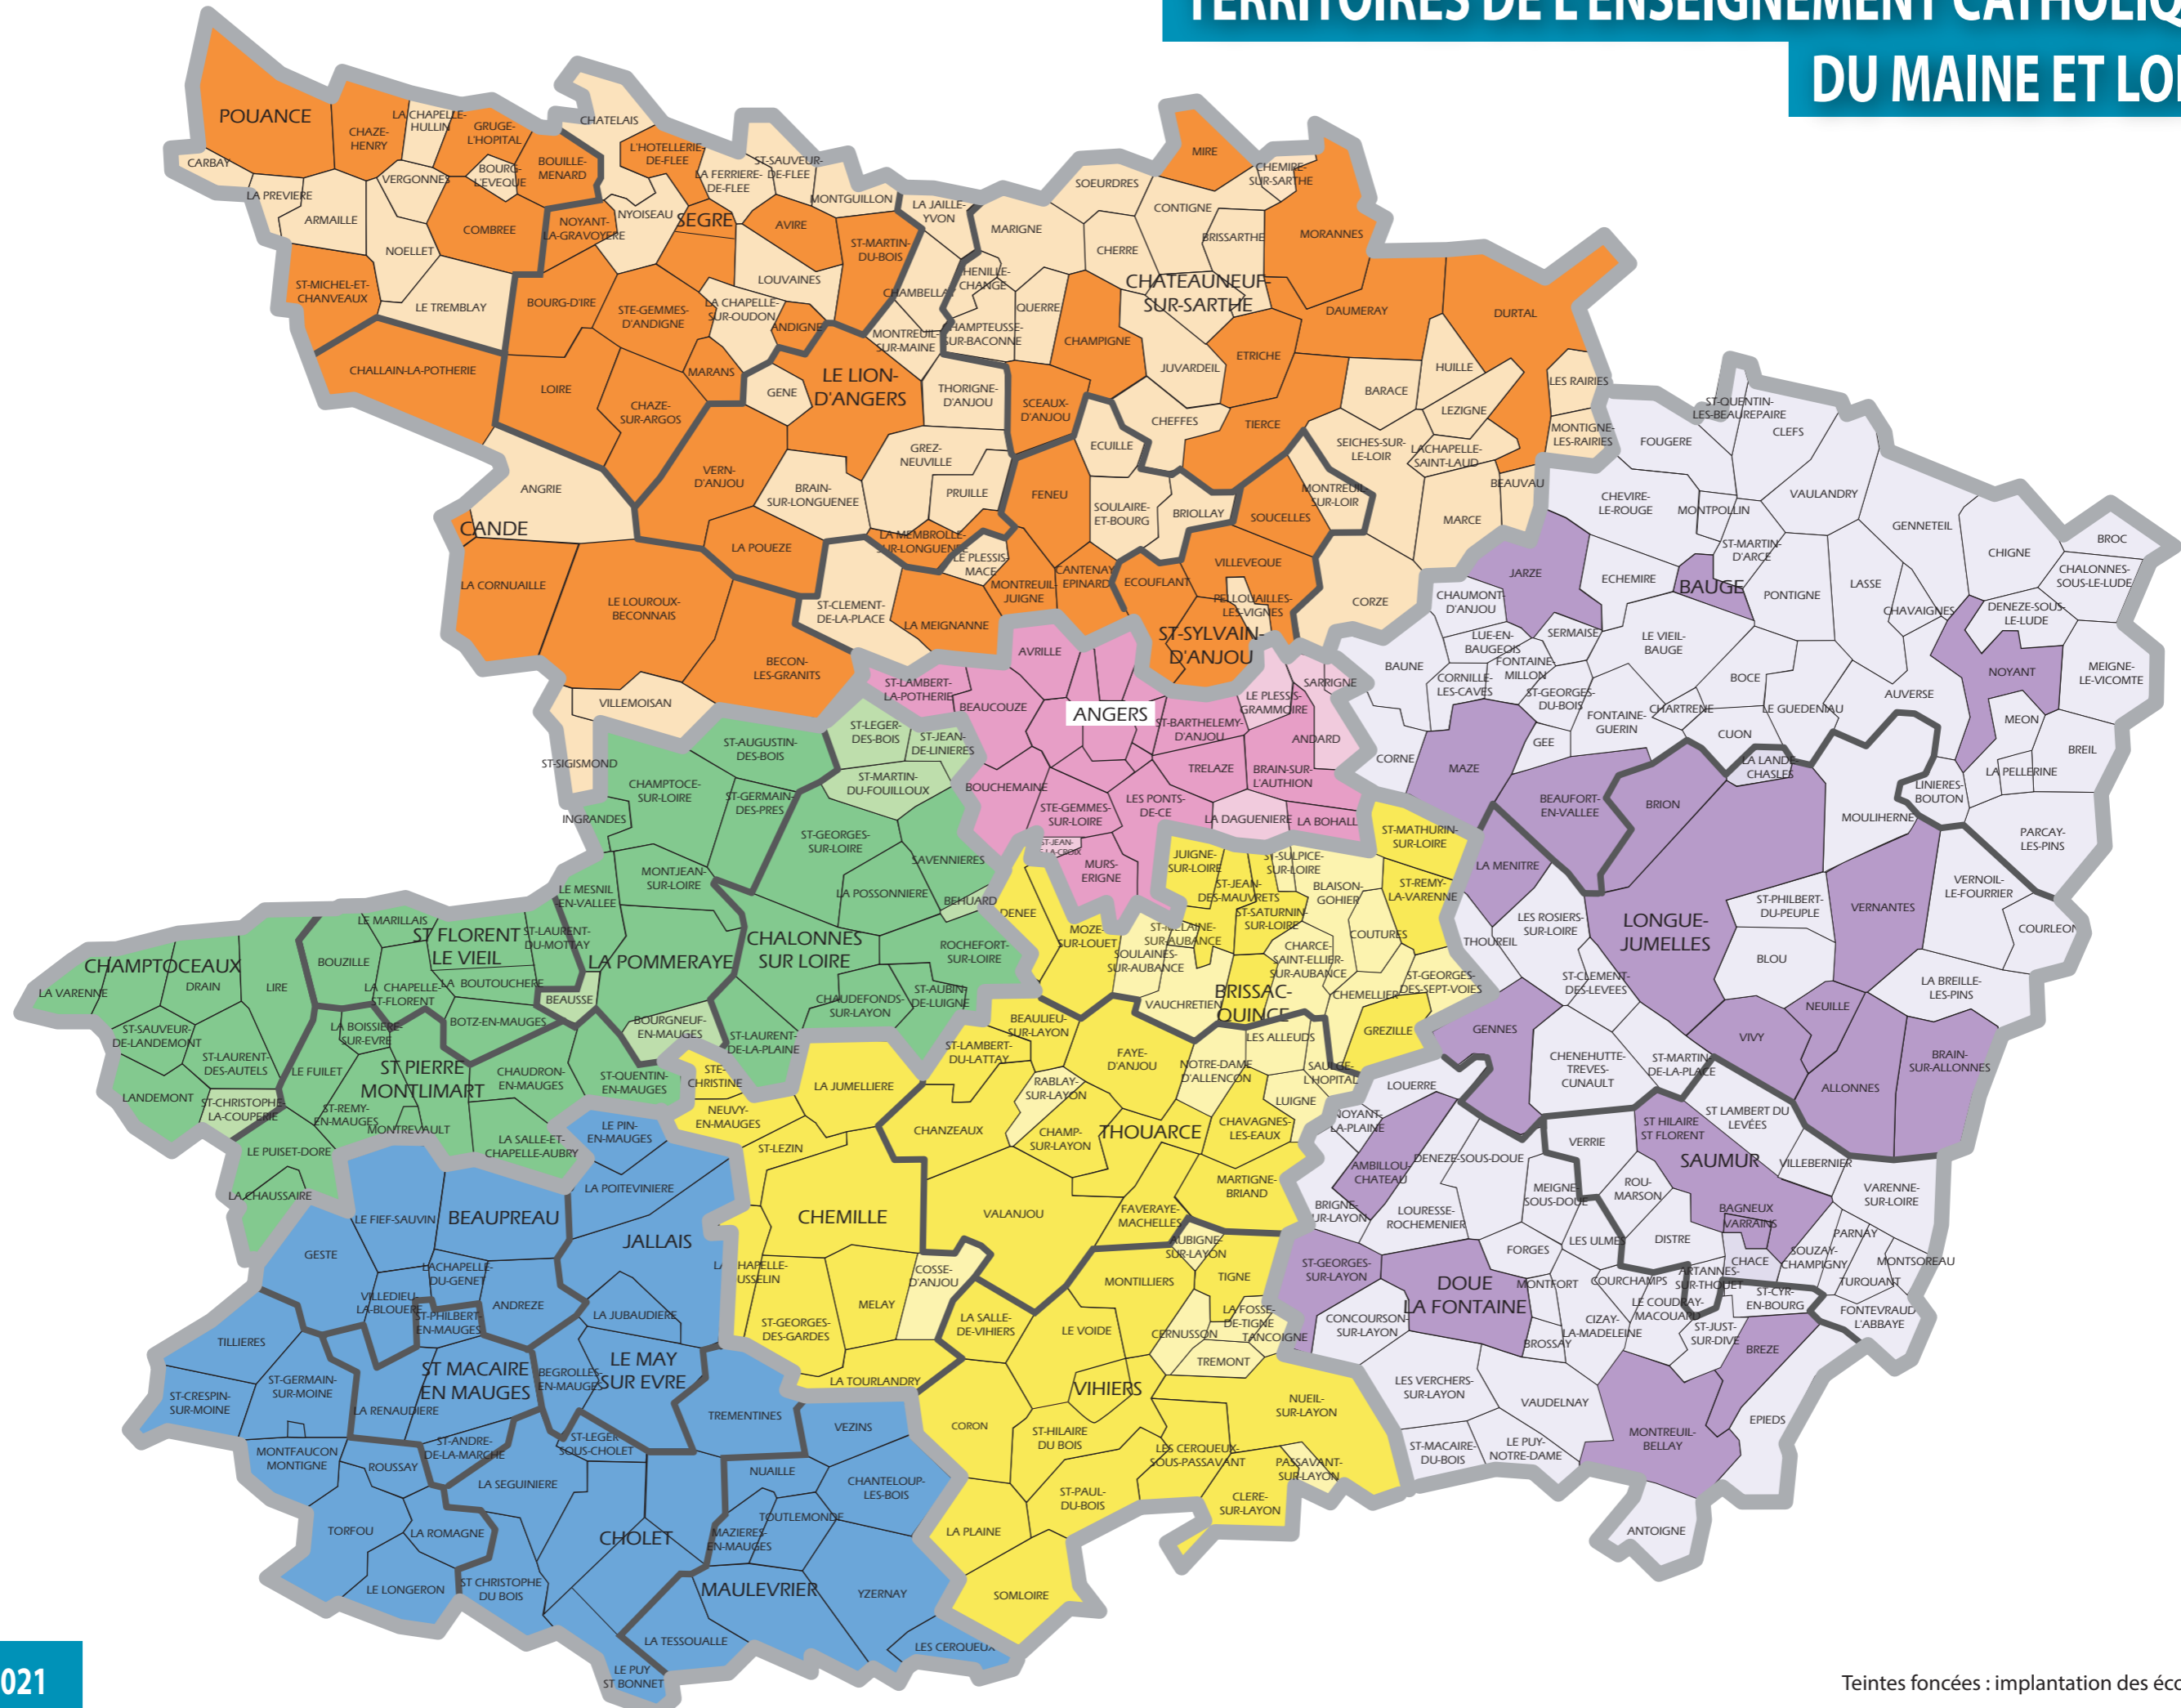 TERRITOIRES DE L'ENSEIGNEMENT CATHOLIQ
DU MAINE ET LOI
POUANCE
CARBAY
CHAZE-
HENRY
LA CHAPELLE-
HULLIN
GRUGE-
L'HOPITAL
BOURG-
L'EVEQUE
BOUILLE-
MENARD
VERGONNES
LA PREVIERE
ARMAILLE
NOELLET
COMBREE
ST-MICHEL-ET-
CHANVEAUX
LE TREMBLAY
CHALLAIN-LA-POTHERIE
CHATELAIS
L'HOTELLERIE-
DE-FLEE
LA FERRIERE-
DE-FLEE
ST-SAUVEUR-
DE-FLEE
MONTGUILLON
NYOISEAU
SEGRE
NOYANT-
LA-GRAVOYERE
AVIRE
ST-MARTIN-
DU-BOIS
LOUVAINES
BOURG-D'IRE
STE-GEMMES-
D'ANDIGNE
LA CHAPELLE-
SUR-OUDON
ANDIGNE
MARANS
LOIRE
CHAZE-
SUR-ARGOS
LA JAILLE-
YVON
CHAMBELLAY
MONTREUIL-
SUR-MAINE
GENE
LE LION-
D'ANGERS
THORIGNE-
D'ANJOU
VERN-
D'ANJOU
GREZ-
NEUVILLE
BRAIN-
SUR-LONGUENEE
PRUILLE
LA POUEZE
LA MEMBROLLE-
SUR-LONGUENEE
ANGRIE
CANDE
LA CORNUAILLE
LE LOUROUX-
BECONNAIS
BECON-
LES-GRANITS
VILLEMOISAN
ST-SIGISMOND
MARIGNE
SOEURDRES
MIRE
CHEMIRE-
SUR-SARTHE
CONTIGNE
CHERRE
BRISSARTHE
MORANNES
CHATEAUNEUF-
SUR-SARTHE
HENILLE-
CHANGE
QUERRE
HAMPTEUSSE-
SUR-BACONNE
CHAMPIGNE
JUVARDEIL
ETRICHE
DAUMERAY
DURTAL
SCEAUX-
D'ANJOU
CHEFFES
TIERCE
BARACE
HUILLE
LEZIGNE
LES RAIRIES
MONTIGNE-
LES-RAIRIES
SEICHES-SUR-
LE-LOIR
LACHAPELLE-
SAINT-LAUD
BEAUVAU
MARCE
CORZE
MONTREUIL-
SUR-LOIR
ECUILLE
FENEU
SOULAIRE-
ET-BOURG
BRIOLLAY
SOUCELLES
VILLEVEQUE
LE PLESSIS
MACE
MONTREUIL-
JUIGNE
CANTENAY-
EPINARD
ECOUFLANT
PELLOUAILLES-
LES-VIGNES
ST-CLEMENT-
DE-LA-PLACE
LA MEIGNANNE
ST-SYLVAIN-
D'ANJOU
AVRILLE
ST-LAMBERT-
LA-POTHERIE
BEAUCOUZE
ANGERS
LE PLESSIS-
GRAMMOIRE
SARRIGNE
ST-BARTHELEMY-
D'ANJOU
ANDARD
TRELAZE
BRAIN-SUR-
L'AUTHION
BOUCHEMAINE
STE-GEMMES-
SUR-LOIRE
LES PONTS-
DE-CE
LA DAGUENIERE
LA BOHALLE
MURS-
ERIGNE
ST-LEGER-
DES-BOIS
ST-JEAN-
DE-LINIERES
ST-AUGUSTIN-
DES-BOIS
ST-MARTIN-
DU-FOUILLOUX
CHAMPTOCE-
SUR-LOIRE
ST-GERMAIN-
DES-PRES
INGRANDES
ST-GEORGES-
SUR-LOIRE
SAVENNIERES
MONTJEAN-
SUR-LOIRE
LA POSSONNIERE
BEHUARD
LE MESNIL
-EN-VALLEE
LE MARILLAIS
ST FLORENT
LE VIEIL
ST-LAURENT-
DU-MOTTAY
LA POMMERAYE
CHALONNES
SUR LOIRE
ROCHEFORT-
SUR-LOIRE
CHAMPTOCEAUX
LA VARENNE
DRAIN
LIRE
BOUZILLE
LA CHAPELLE-
ST-FLORENT
LA BOUTOUCHERE
BEAUSSE
BOTZ-EN-MAUGES
BOURGNEUF-
EN-MAUGES
CHAUDEFONDS-
SUR-LAYON
ST-AUBIN-
DE-LUIGNE
ST-LAURENT-
DE-LA-PLAINE
ST-SAUVEUR-
DE-LANDEMONT
ST-LAURENT-
DES-AUTELS
LANDEMONT
ST-CHRISTOPHE-
LA-COUPERIE
LA BOISSIERE-
SUR-EVRE
LE FUILET
ST PIERRE
MONTLIMART
ST-REMY-
EN-MAUGES
MONTREVAULT
CHAUDRON-
EN-MAUGES
ST-QUENTIN-
EN-MAUGES
LA SALLE-ET-
CHAPELLE-AUBRY
LE PUISET-DORE
LA CHAUSSAIRE
LE PIN-
EN-MAUGES
LA POITEVINIERE
LE FIEF-SAUVIN
BEAUPREAU
JALLAIS
GESTE
LACHAPELLE-
DU-GENET
VILLEDIEU-
LA-BLOUERE
ANDREZE
LA JUBAUDIERE
ST-PHILBERT-
EN-MAUGES
TILLIERES
ST MACAIRE
EN MAUGES
BEGROLLES-
EN-MAUGES
LE MAY
SUR EVRE
ST-CRESPIN-
SUR-MOINE
ST-GERMAIN-
SUR-MOINE
LA RENAUDIERE
TREMENTINES
VEZINS
MONTFAUCON
MONTIGNE
ROUSSAY
ST-ANDRE-
DE-LA-MARCHE
ST-LEGER
SOUS-CHOLET
LA SEGUINIERE
NUAILLE
CHANTELOUP-
LES-BOIS
TOUTLEMONDE
TORFOU
LA ROMAGNE
CHOLET
MAZIERES-
EN-MAUGES
LE LONGERON
ST CHRISTOPHE
DU BOIS
MAULEVRIER
YZERNAY
LA TESSOUALLE
LE PUY
ST BONNET
LES CERQUEUX
STE-
CHRISTINE
NEUVY-
EN-MAUGES
LA JUMELLIERE
ST-LEZIN
CHEMILLE
MELAY
COSSE-
D'ANJOU
ST-GEORGES-
DES-GARDES
LA TOURLANDRY
DENEE
MOZE-
SUR-LOUET
JUIGNE-
SUR-LOIRE
ST-SULPICE-
SUR-LOIRE
ST-MATHURIN-
SUR-LOIRE
ST-JEAN-
DES-MAUVRETS
BLAISON-
GOHIER
ST-REMY-
LA-VARENNE
ST-SATURNIN-
SUR-LOIRE
SUR-AUBANCE
SOULAINES-
SUR-AUBANCE
CHARCE-
SAINT-ELLIER-
SUR-AUBANCE
COUTURES
VAUCHRETIEN
BRISSAC-
QUINCE
CHEMELLIER
ST-GEORGES-
DES-SEPT-VOIES
GREZILLE
LES ALLEUDS
SAULGE-
L'HOPITAL
BEAULIEU-
SUR-LAYON
ST-LAMBERT-
DU-LATTAY
FAYE-
D'ANJOU
NOTRE-DAME
D'ALLENCON
LUIGNE
RABLAY-
SUR-LAYON
CHANZEAUX
CHAMP-
SUR-LAYON
THOUARCE
CHAVAGNES-
LES-EAUX
MARTIGNE-
BRIAND
VALANJOU
FAVERAYE-
MACHELLES
AUBIGNE-
SUR-LAYON
TIGNE
MONTILLIERS
LA FOSSE-
DE-TIGNE
TANCOIGNE
CERNUSSON
TREMONT
LA SALLE-
DE-VIHIERS
LE VOIDE
VIHIERS
NUEIL-
SUR-LAYON
CORON
ST-HILAIRE
DU BOIS
LES CERQUEUX-
SOUS-PASSAVANT
PASSAVANT-
SUR-LAYON
CLERE-
SUR-LAYON
ST-PAUL-
DU-BOIS
LA PLAINE
SOMLOIRE
ST-QUENTIN-
LES-BEAUREPAIRE
FOUGERE
CLEFS
CHEVIRE-
LE-ROUGE
MONTPOLLIN
VAULANDRY
GENNETEIL
CHIGNE
BROC
CHALONNES-
SOUS-LE-LUDE
ST-MARTIN-
D'ARCE
JARZE
ECHEMIRE
BAUGE
PONTIGNE
LASSE
CHAVAIGNES
DENEZE-SOUS-
LE-LUDE
CHAUMONT-
D'ANJOU
LUE-EN-
BAUGEOIS
SERMAISE
LE VIEIL-
BAUGE
BAUNE
FONTAINE-
MILLON
CORNILLE-
LES-CAVES
ST-GEORGES-
DU-BOIS
BOCE
NOYANT
MEIGNE-
LE-VICOMTE
AUVERSE
CHARTRENE
LE GUEDENIAU
FONTAINE-
GUERIN
CUON
MEON
BREIL
GEE
CORNE
MAZE
LA LANDE-
CHASLES
LA PELLERINE
LINIERES-
BOUTON
BEAUFORT-
EN-VALLEE
BRION
MOULIHERNE
PARCAY-
LES-PINS
LA MENITRE
VERNOIL-
LE-FOURRIER
VERNANTES
ST-PHILBERT-
DU-PEUPLE
LES ROSIERS-
SUR-LOIRE
LONGUE-
JUMELLES
COURLEON
THOUREIL
BLOU
LA BREILLE-
LES-PINS
ST-CLEMENT-
DES-LEVEES
NEUILLE
GENNES
VIVY
BRAIN-
SUR-ALLONNES
CHENEHUTTE-
TREVES-
CUNAULT
ST-MARTIN-
DE-LA-PLACE
ALLONNES
LOUERRE
NOYANT-
LA-PLAINE
ST HILAIRE
ST FLORENT
ST LAMBERT DU
LEVÉES
VERRIE
SAUMUR
VILLEBERNIER
AMBILLOU-
CHATEAU
DENEZE-SOUS-DOUE
MEIGNE-
SOUS-DOUE
ROU-
MARSON
VARENNE-
SUR-LOIRE
BRIGNE-
UR-LAYON
LOURESSE-
ROCHEMENIER
BAGNEUX
VARRAINS
PARNAY
FORGES
LES ULMES
DISTRE
CHACE
SOUZAY-
CHAMPIGNY
MONTSOREAU
TURQUANT
ST-GEORGES-
SUR-LAYON
DOUE
LA FONTAINE
MONTFORT
COURCHAMPS
ARTANNES-
SUR-THOUET
ST-CYR-
EN-BOURG
FONTEVRAUD
L'ABBAYE
CONCOURSON-
SUR-LAYON
CIZAY-
LA-MADELEINE
LE COUDRAY-
MACOUARD
ST-JUST-
SUR-DIVE
BROSSAY
BREZE
LES VERCHERS-
SUR-LAYON
VAUDELNAY
EPIEDS
ST-MACAIRE-
DU-BOIS
LE PUY-
NOTRE-DAME
MONTREUIL-
BELLAY
ANTOIGNE
021
Teintes foncées : implantation des éco